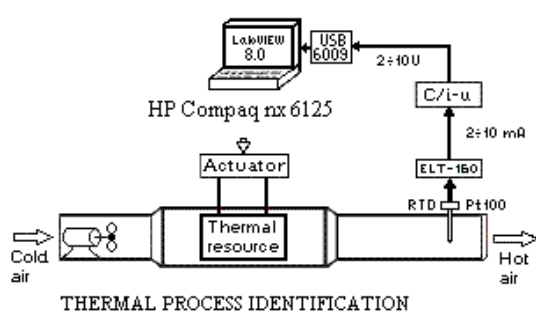 LabVIEW
8.0
USB
6009
2÷10U
HP Compaq nx 6125
C/i-u
2÷10 mA
Actuator
ELT-160
RTD Pt100
Thermal
resource
Cold
air
Hot
air
THERMAL PROCESS IDENTIFICATION